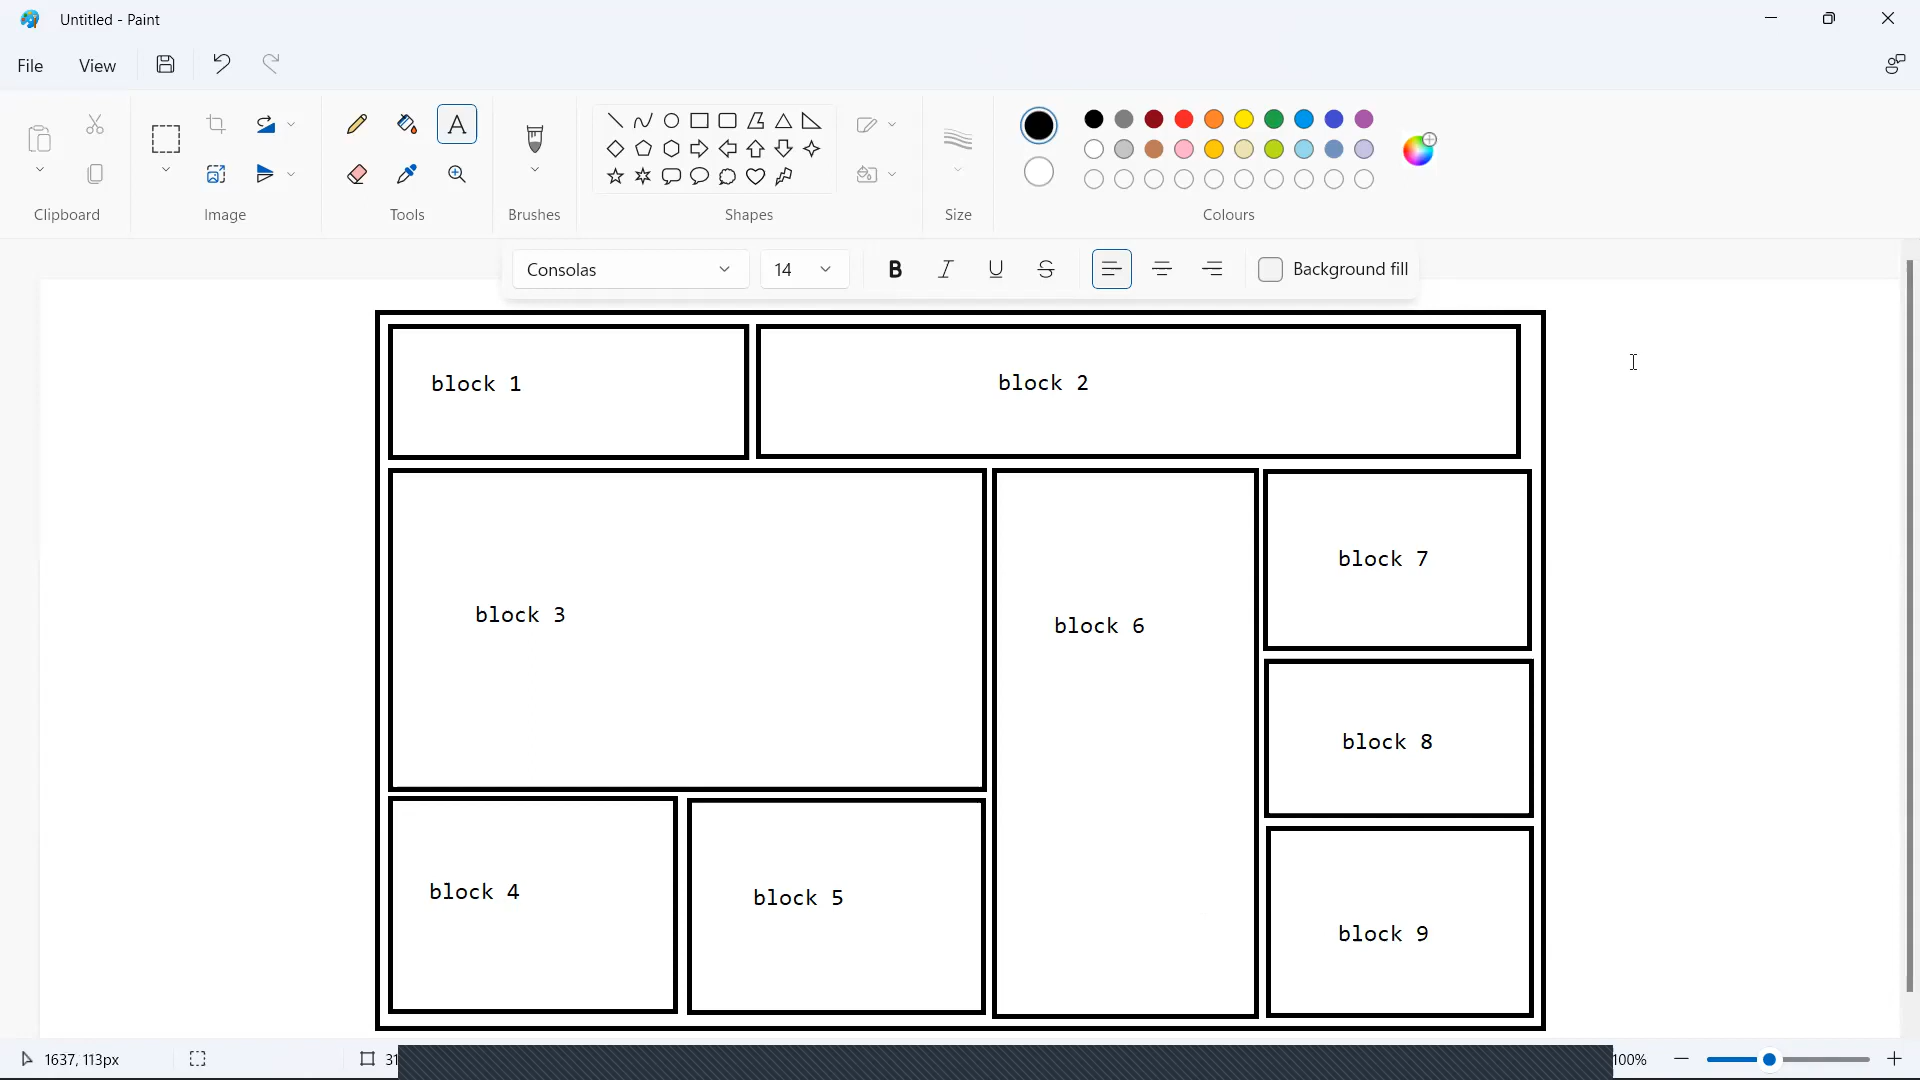 Untitled - Paint
File View
Clipboard Image Tools Brushes Shapes Size Colours
Consolas 14 B I U S Background fill
block 1 block 2
block 3 block 6 block 7
block 8
block 4 block 5 block 9
1637, 113px 100%